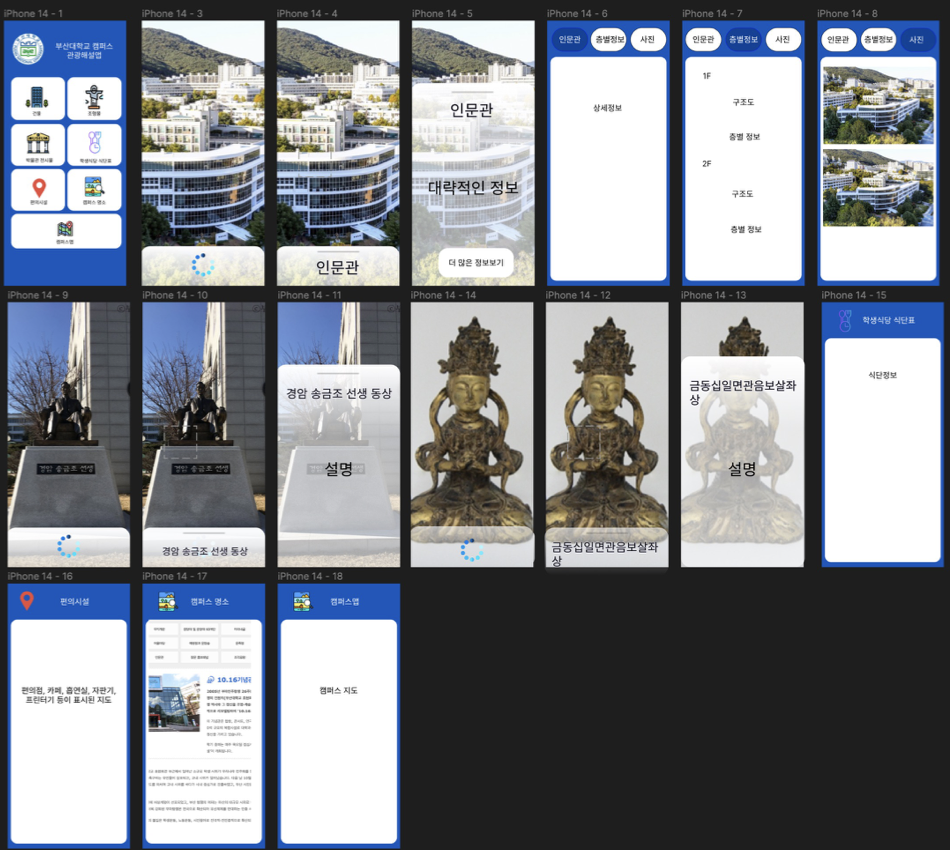 iPhone 14 - 1
부산대학교 캠퍼스
관광해설앱
건물
조형물
박물관 전시물
학생식당 식단표
편의시설
캠퍼스 명소
캠퍼스맵
iPhone 14 - 3
iPhone 14 - 4
인문관
iPhone 14 - 5
인문관
대략적인 정보
더 많은 정보보기
iPhone 14 - 6
인문관
층별정보
사진
상세정보
iPhone 14 - 7
인문관
층별정보
사진
1F
구조도
층별 정보
2F
구조도
층별 정보
iPhone 14 - 8
인문관
층별정보
사진
iPhone 14 - 9
경암 송금조 선생
iPhone 14 - 10
경암 송금조 선생
경암 송금조 선생 동상
iPhone 14 - 11
경암 송금조 선생 동상
설명
iPhone 14 - 14
iPhone 14 - 12
금동십일면관음보살좌
상
iPhone 14 - 13
금동십일면관음보살좌
상
설명
iPhone 14 - 15
학생식당 식단표
식단정보
iPhone 14 - 16
편의시설
편의점, 카페, 흡연실, 자판기,
프린터기 등이 표시된 지도
iPhone 14 - 17
캠퍼스 명소
10.16기념관
iPhone 14 - 18
캠퍼스맵
캠퍼스 지도